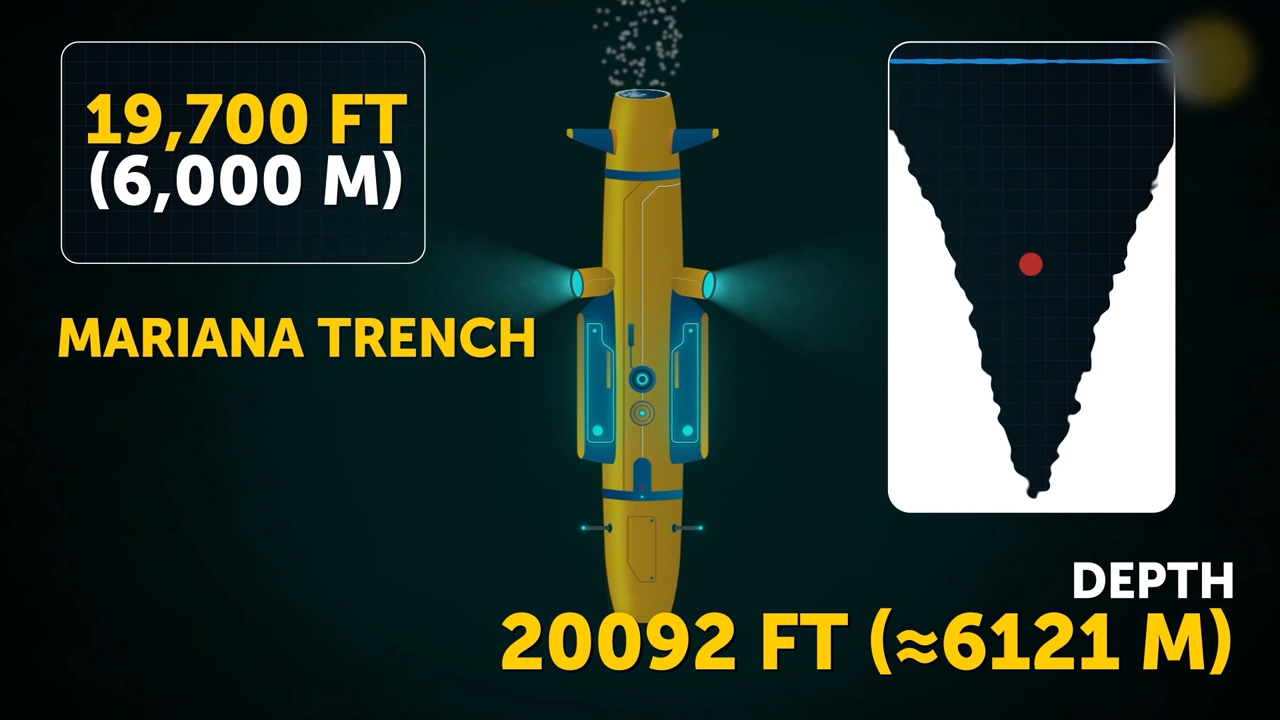 19,700 FT
(6,000 M)
MARIANA TRENCH
DEPTH
20092 FT (≈6121 M)